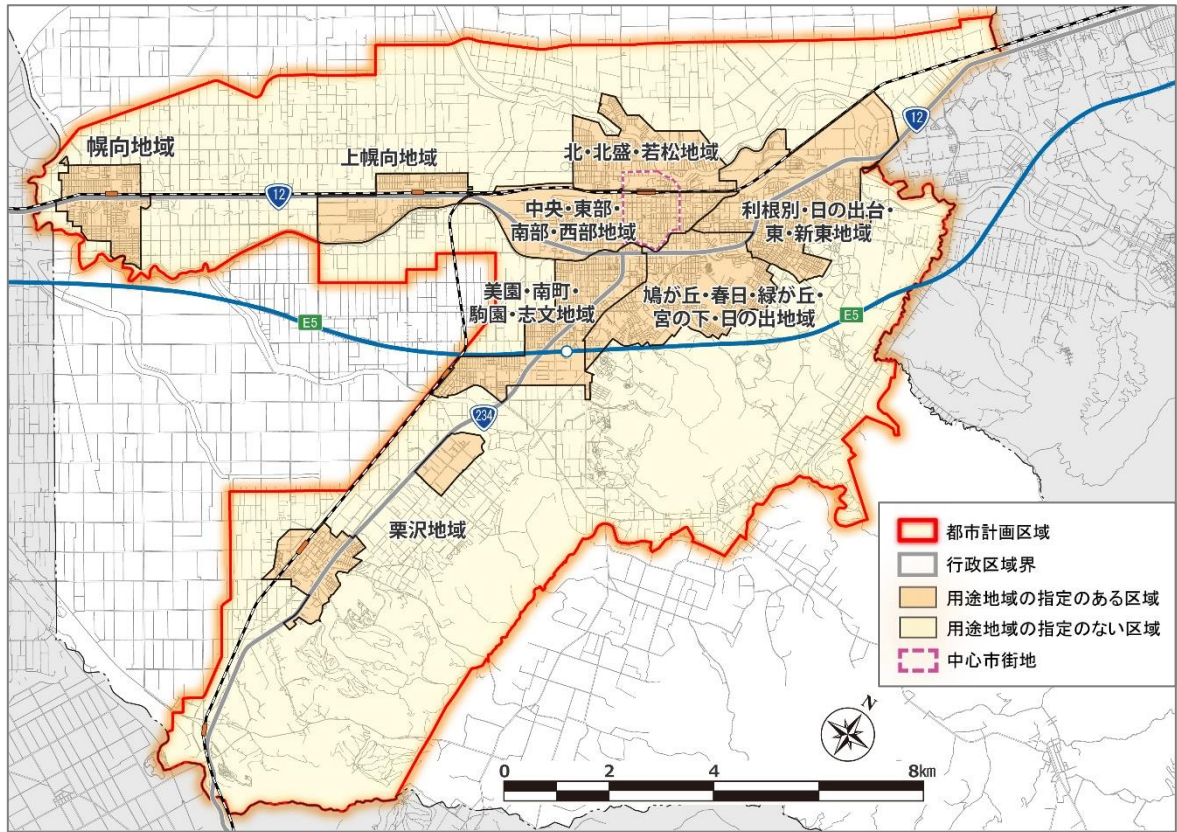 12
幌向地域
上幌向地域
北・北盛・若松地域
12
中央・東部・
南部・西部地域
利根別・日の出台・
東・新東地域
美園・南町・
駒園・志文地域
鳩が丘・春日・緑が丘・
宮の下・日の出地域
E5
E5
234
栗沢地域
都市計画区域
行政区域界
用途地域の指定のある区域
用途地域の指定のない区域
中心市街地
N
0 2 4 8km